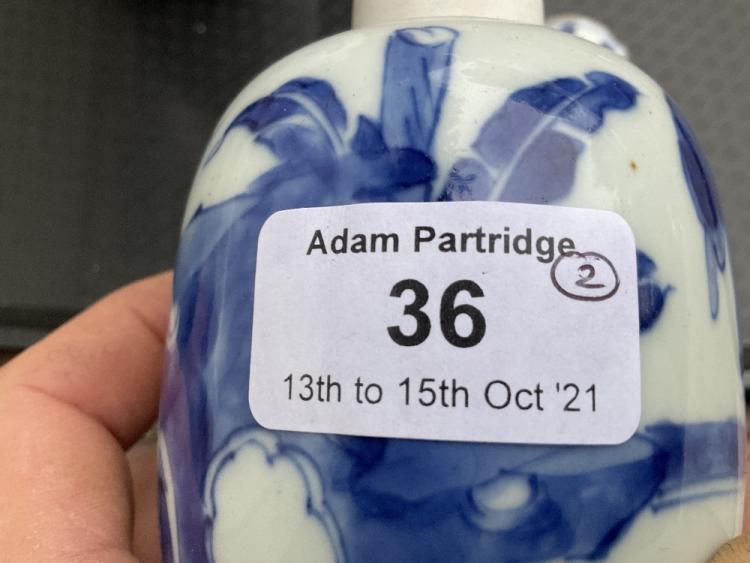 Adam Partridge
2
36
13th to 15th Oct '21